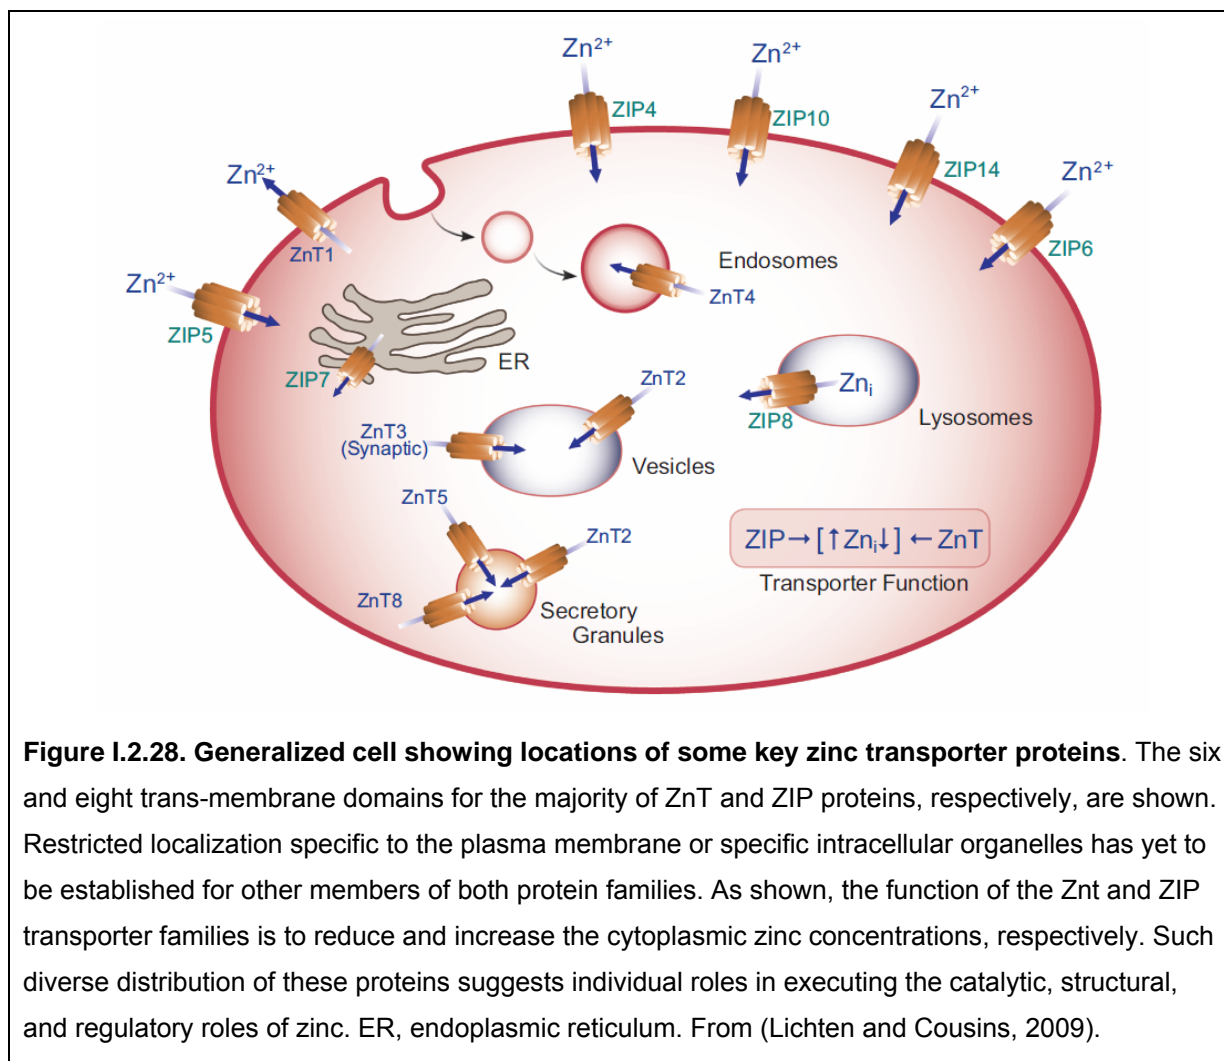 Zn2+
Zn2+
Zn2+
ZIP4
ZIP10
Zn2+
ZIP14
Zn2+
ZnT1
Zn2+
ZIP6
Endosomes
ZnT4
Zn2+
ZIP5
ER
ZIP7
ZnT2
Zni
ZIP8
Lysosomes
ZnT3
(Synaptic)
Vesicles
ZnT5
ZnT2
ZIP→[↑Zni↓]←ZnT
Transporter Function
ZnT8
Secretory
Granules
Figure I.2.28. Generalized cell showing locations of some key zinc transporter proteins. The six
and eight trans-membrane domains for the majority of ZnT and ZIP proteins, respectively, are shown.
Restricted localization specific to the plasma membrane or specific intracellular organelles has yet to
be established for other members of both protein families. As shown, the function of the Znt and ZIP
transporter families is to reduce and increase the cytoplasmic zinc concentrations, respectively. Such
diverse distribution of these proteins suggests individual roles in executing the catalytic, structural,
and regulatory roles of zinc. ER, endoplasmic reticulum. From (Lichten and Cousins, 2009).